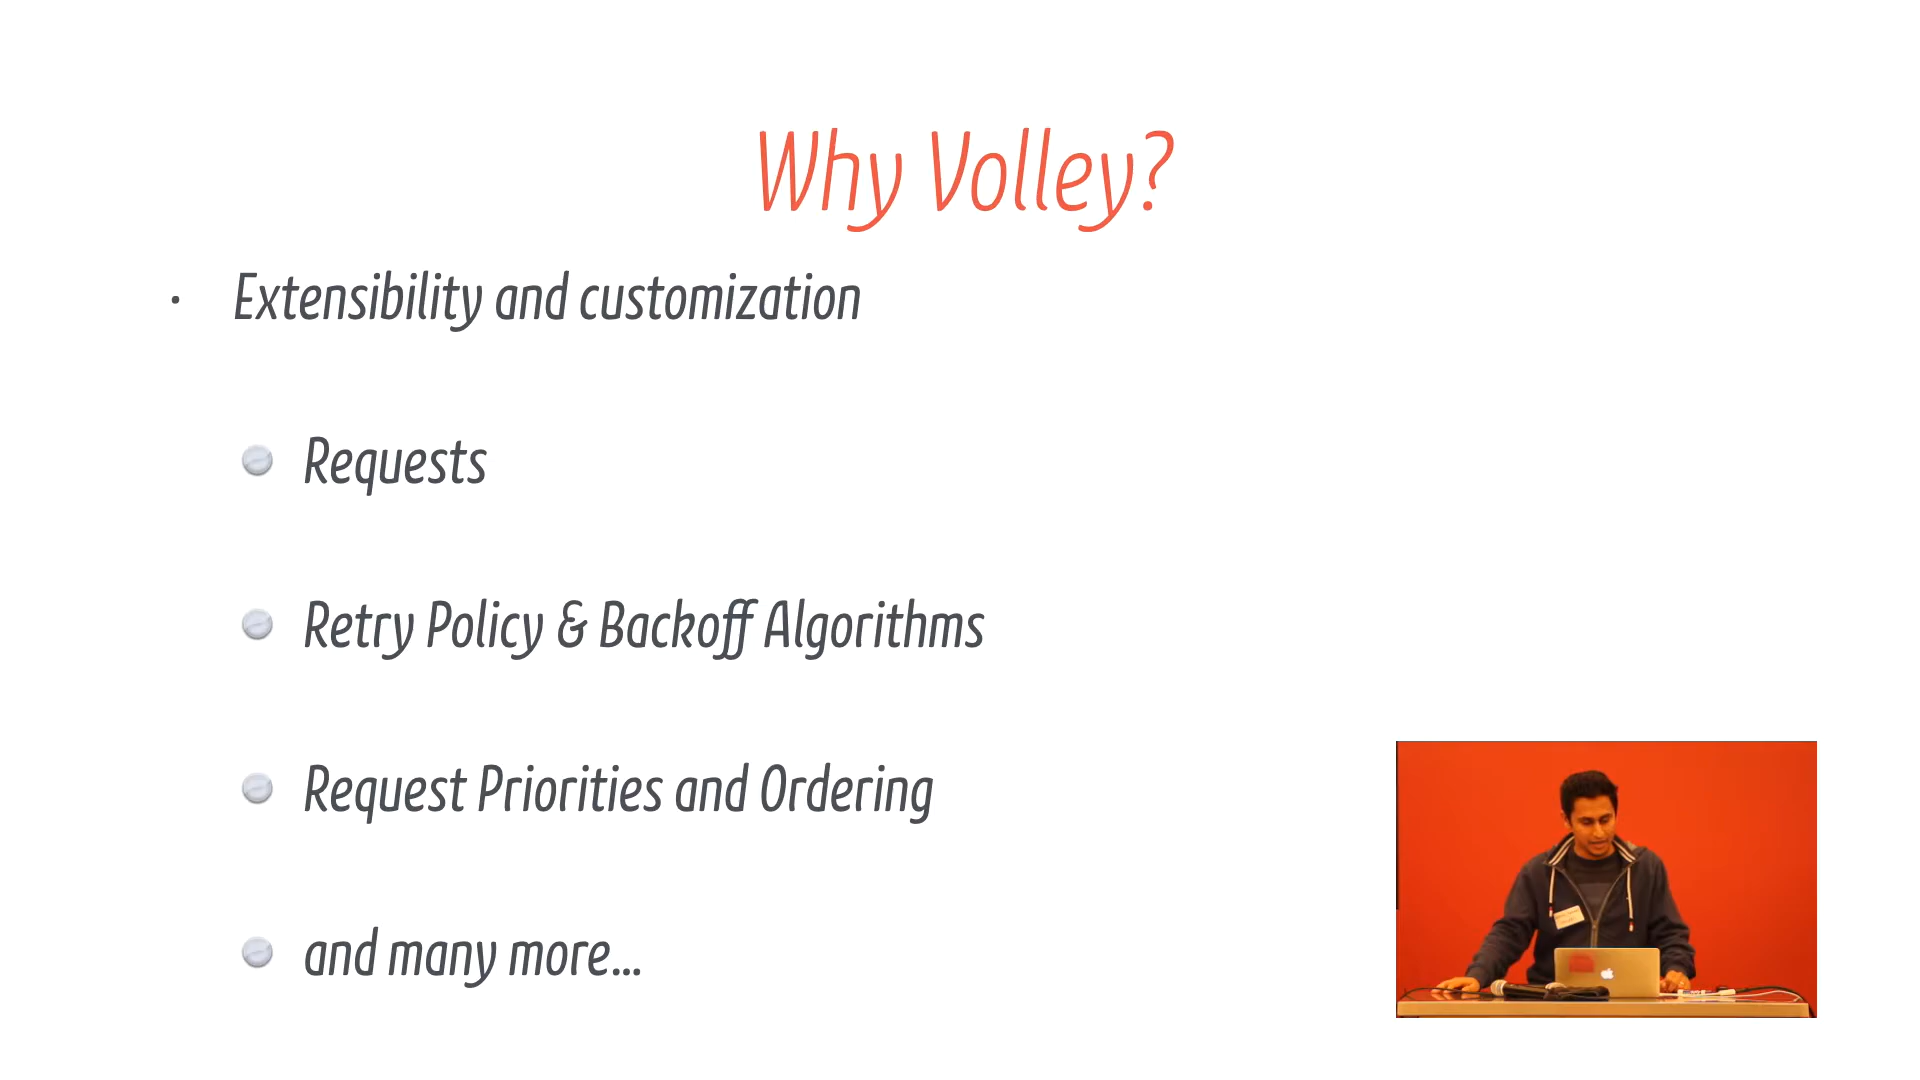 Why Volley?
· Extensibility and customization
Requests
Retry Policy & Backoff Algorithms
Request Priorities and Ordering
and many more...